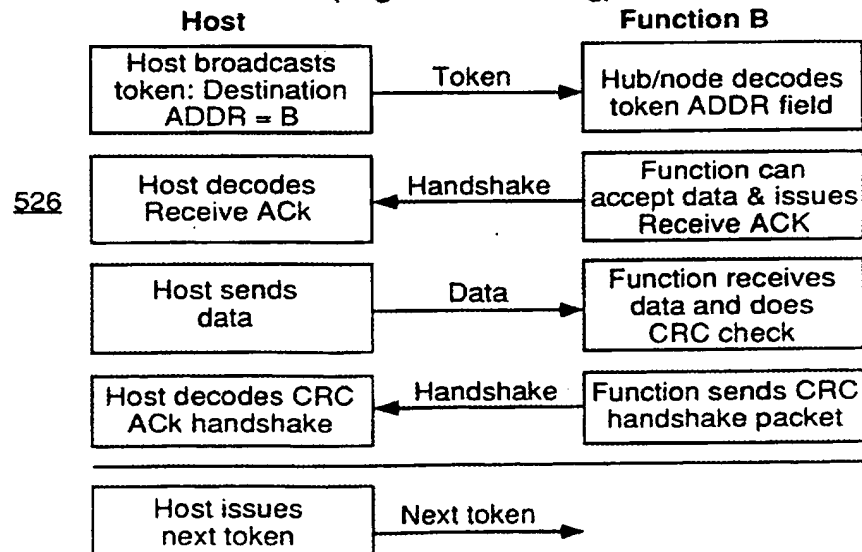 Host
Function B
Host broadcasts
token: Destination
ADDR = B
Token
Hub/node decodes
token ADDR field
526
Host decodes
Receive ACk
Handshake
Function can
accept data & issues
Receive ACK
Host sends
data
Data
Function receives
data and does
CRC check
Host decodes CRC
ACk handshake
Handshake
Function sends CRC
handshake packet
Host issues
next token
Next token